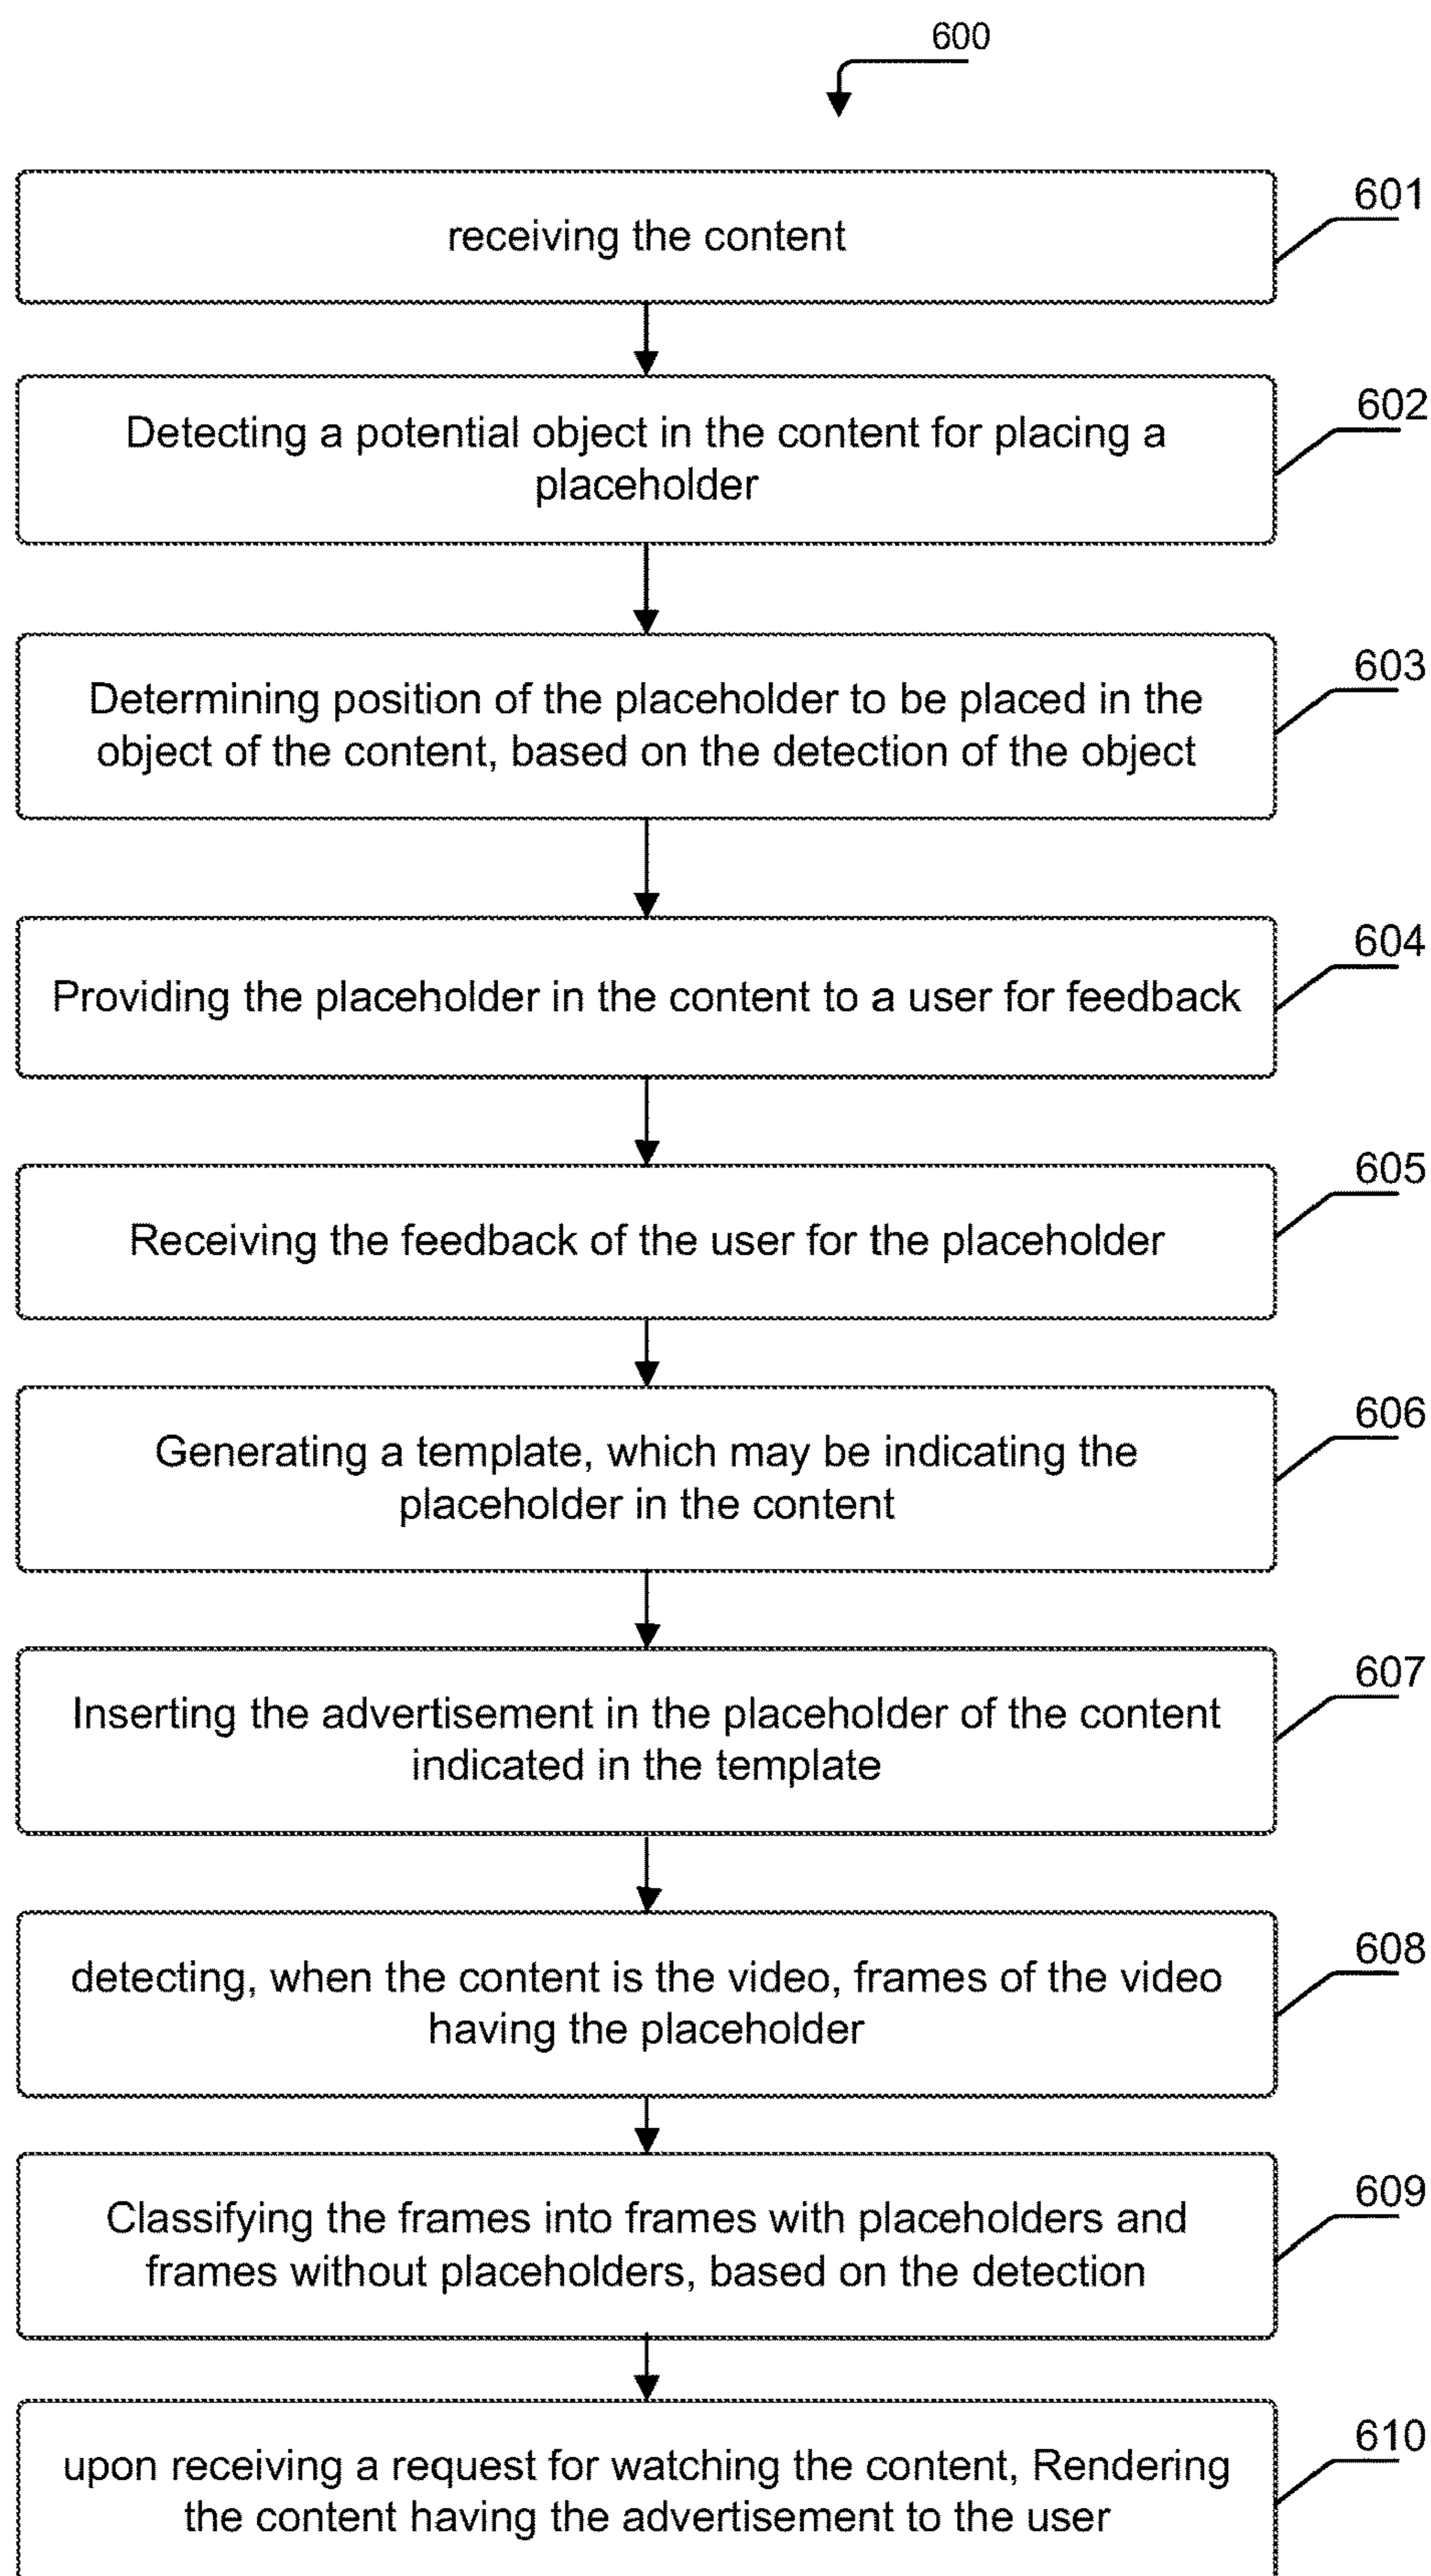 600
receiving the content
601
Detecting a potential object in the content for placing a
placeholder
602
Determining position of the placeholder to be placed in the
object of the content, based on the detection of the object
603
Providing the placeholder in the content to a user for feedback
604
Receiving the feedback of the user for the placeholder
605
Generating a template, which may be indicating the
placeholder in the content
606
Inserting the advertisement in the placeholder of the content
indicated in the template
607
detecting, when the content is the video, frames of the video
having the placeholder
608
Classifying the frames into frames with placeholders and
frames without placeholders, based on the detection
609
upon receiving a request for watching the content, Rendering
the content having the advertisement to the user
610